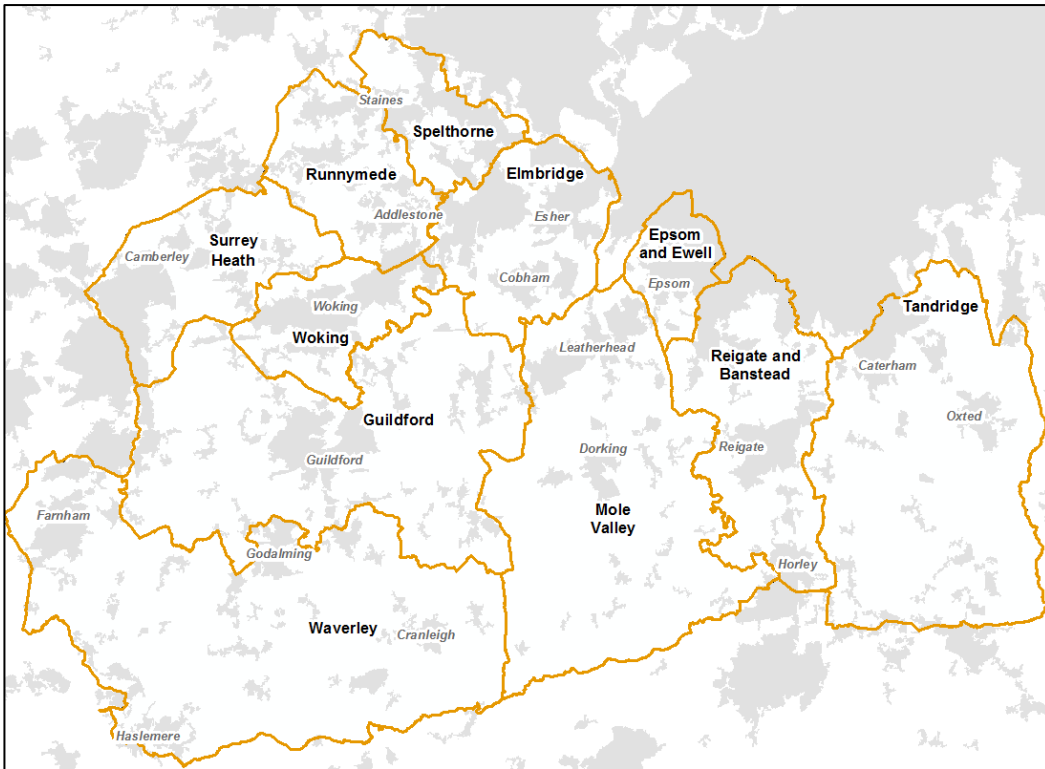 Staines
Spelthorne
Runnymede
Elmbridge
Addlestone
Esher
Surrey
Heath
Camberley
Epsom
and Ewell
Cobham
Epsom
Woking
Woking
Tandridge
Leatherhead
Reigate and
Banstead
Caterham
Oxted
Guildford
Guildford
Dorking
Reigate
Farnham
Mole
Valley
Godalming
Horley
Waverley
Cranleigh
Haslemere